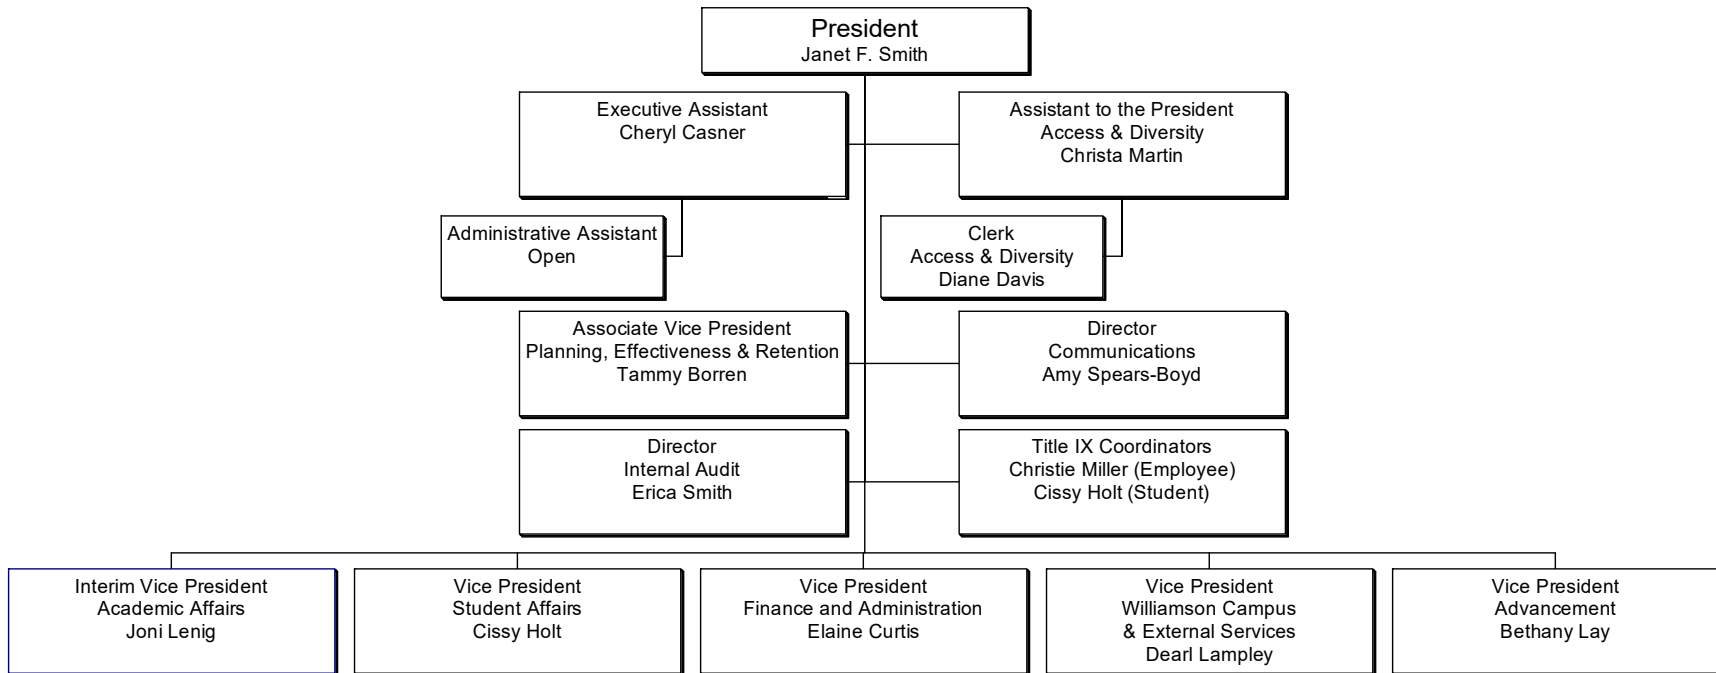 President
Janet F. Smith
Executive Assistant
Cheryl Casner
Assistant to the President
Access & Diversity
Christa Martin
Administrative Assistant
Open
Clerk
Access & Diversity
Diane Davis
Associate Vice President
Planning, Effectiveness & Retention
Tammy Borren
Director
Communications
Amy Spears-Boyd
Director
Internal Audit
Erica Smith
Title IX Coordinators
Christie Miller (Employee)
Cissy Holt (Student)
Interim Vice President
Academic Affairs
Joni Lenig
Vice President
Student Affairs
Cissy Holt
Vice President
Finance and Administration
Elaine Curtis
Vice President
Williamson Campus
& External Services
Dearl Lampley
Vice President
Advancement
Bethany Lay